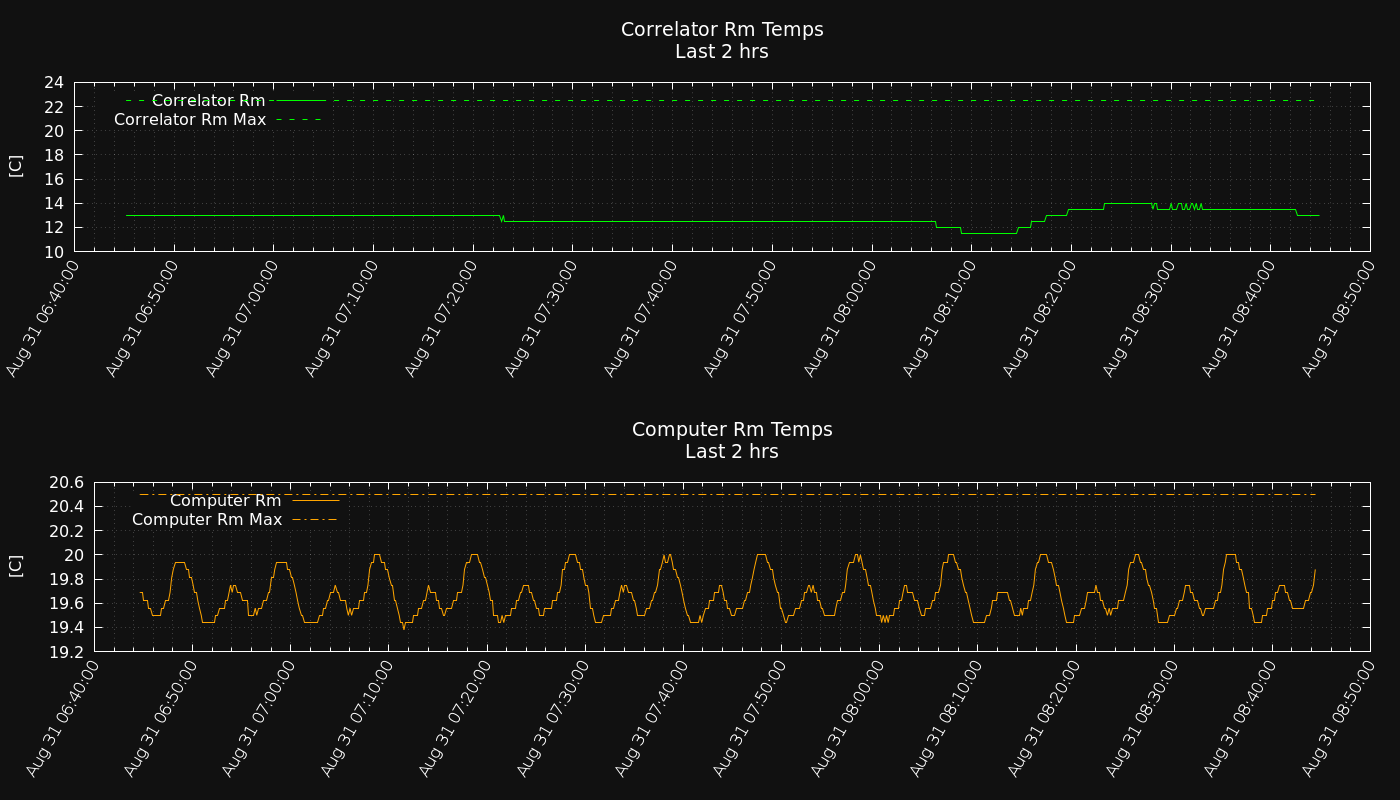 Correlator Rm Temps
Last 2 hrs
24
22
20
18
16
14
12
10
[C]
Correlator Rm
Correlator Rm Max
Aug 31 06:40:00
Aug 31 06:50:00
Aug 31 07:00:00
Aug 31 07:10:00
Aug 31 07:20:00
Aug 31 07:30:00
Aug 31 07:40:00
Aug 31 07:50:00
Aug 31 08:00:00
Aug 31 08:10:00
Aug 31 08:20:00
Aug 31 08:30:00
Aug 31 08:40:00
Aug 31 08:50:00
Computer Rm Temps
Last 2 hrs
20.6
20.4
20.2
20
19.8
19.6
19.4
19.2
[C]
Computer Rm
Computer Rm Max
Aug 31 06:40:00
Aug 31 06:50:00
Aug 31 07:00:00
Aug 31 07:10:00
Aug 31 07:20:00
Aug 31 07:30:00
Aug 31 07:40:00
Aug 31 07:50:00
Aug 31 08:00:00
Aug 31 08:10:00
Aug 31 08:20:00
Aug 31 08:30:00
Aug 31 08:40:00
Aug 31 08:50:00